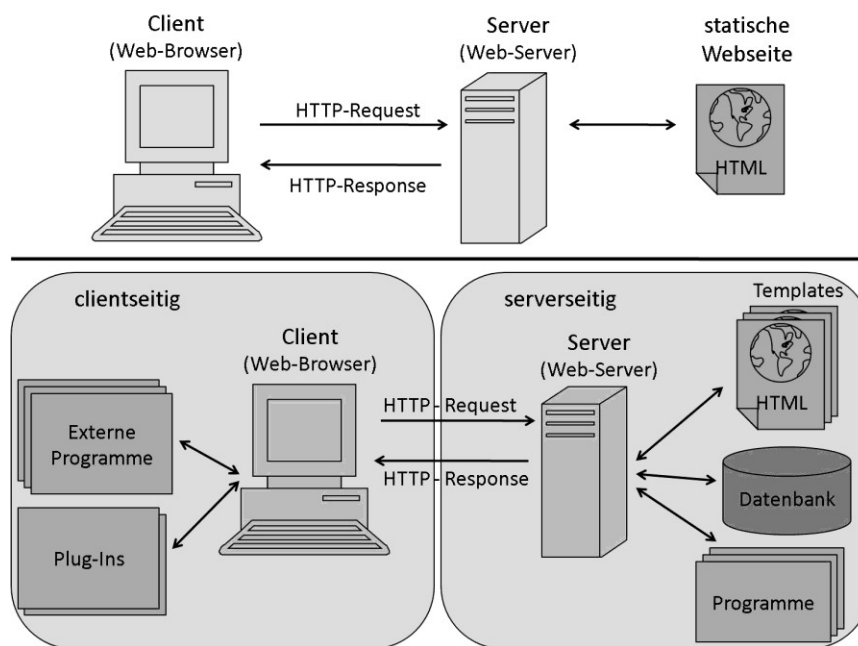 Client
(Web-Browser)
Server
(Web-Server)
statische
Webseite
HTTP-Request
HTTP-Response
HTML
clientseitig
serverseitig
Templates
Client
(Web-Browser)
Server
(Web-Server)
HTML
HTTP - Request
HTTP - Response
Externe
Programme
Plug-Ins
Datenbank
Programme